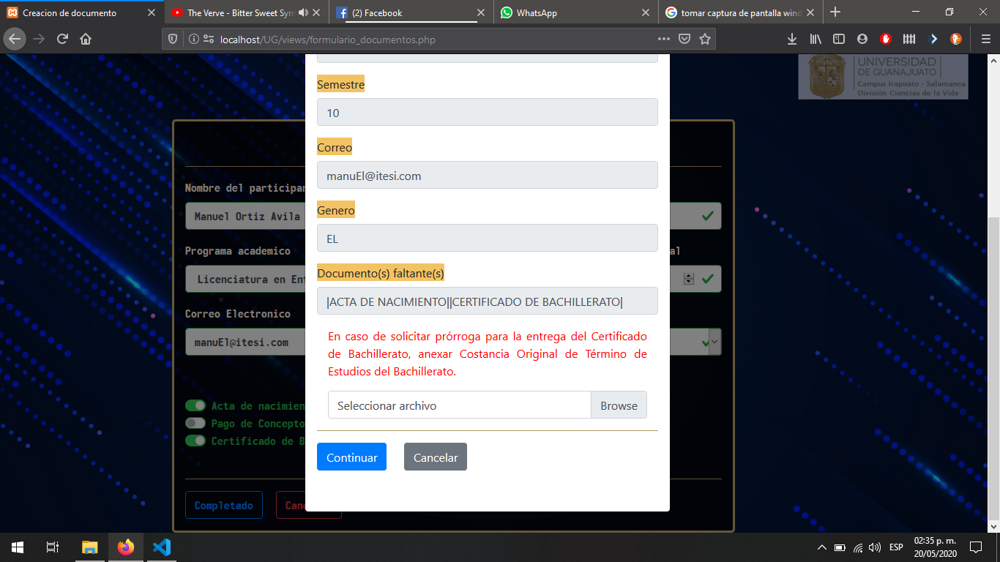 Creacion de documento
The Verve - Bitter Sweet Sym
(2) Facebook
WhatsApp
tomar captura de pantalla wind
localhost/UG/views/formulario_documentos.php
UNIVERSIDAD
DE GUANAJUATO
Campus Irapuato - Salamanca
División Ciencias de la Vida
Semestre
10
Correo
manuEl@itesi.com
Genero
EL
Documento(s) faltante(s)
|ACTA DE NACIMIENTO||CERTIFICADO DE BACHILLERATO|
En caso de solicitar prórroga para la entrega del Certificado
de Bachillerato, anexar Costancia Original de Término de
Estudios del Bachillerato.
Seleccionar archivo
Browse
Continuar
Cancelar
Nombre del participan
Manuel Ortiz Avila
Programa academico
al
Licenciatura en Enf
Correo Electronico
manuEl@itesi.com
Acta de nacimien
Pago de Concepto
Certificado de B
Completado
Canc
ESP
02:35 p. m.
20/05/2020